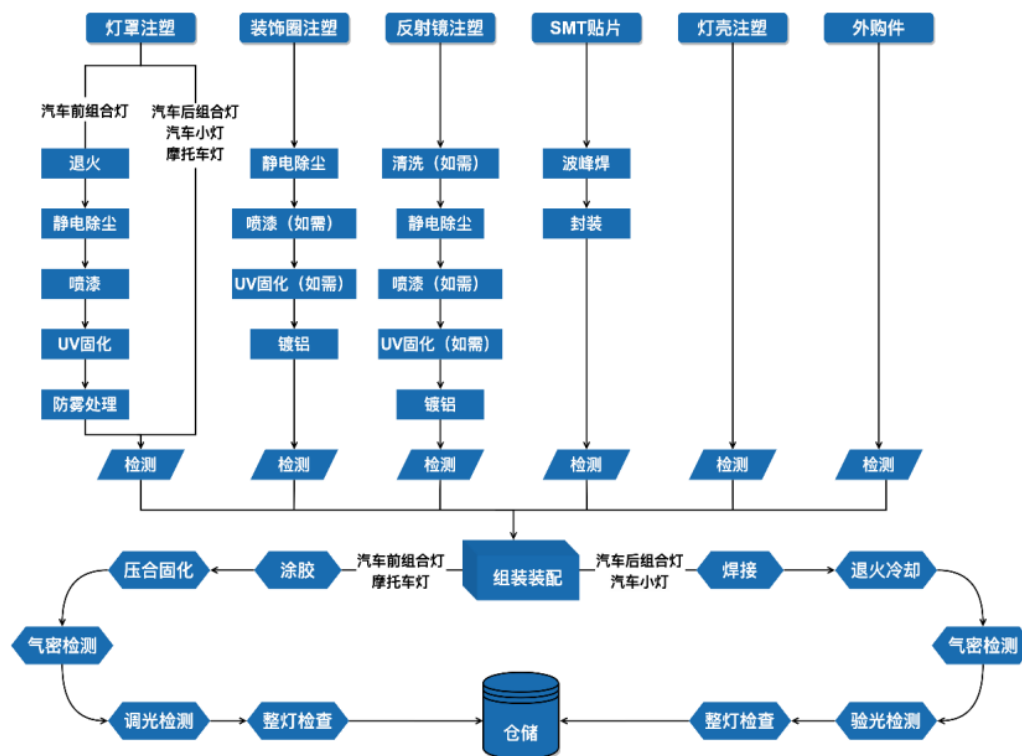 灯罩注塑
装饰圈注塑
反射镜注塑
SMT贴片
灯壳注塑
外购件
汽车前组合灯
汽车后组合灯
汽车小灯
摩托车灯
退火
静电除尘
清洗（如需）
波峰焊
静电除尘
喷漆（如需）
静电除尘
封装
喷漆
UV固化（如需）
喷漆（如需）
UV固化
镀铝
UV固化（如需）
防雾处理
镀铝
检测
检测
检测
检测
检测
检测
压合固化
涂胶
汽车前组合灯
摩托车灯
组装装配
汽车后组合灯
汽车小灯
焊接
退火冷却
气密检测
气密检测
调光检测
整灯检查
仓储
整灯检查
验光检测